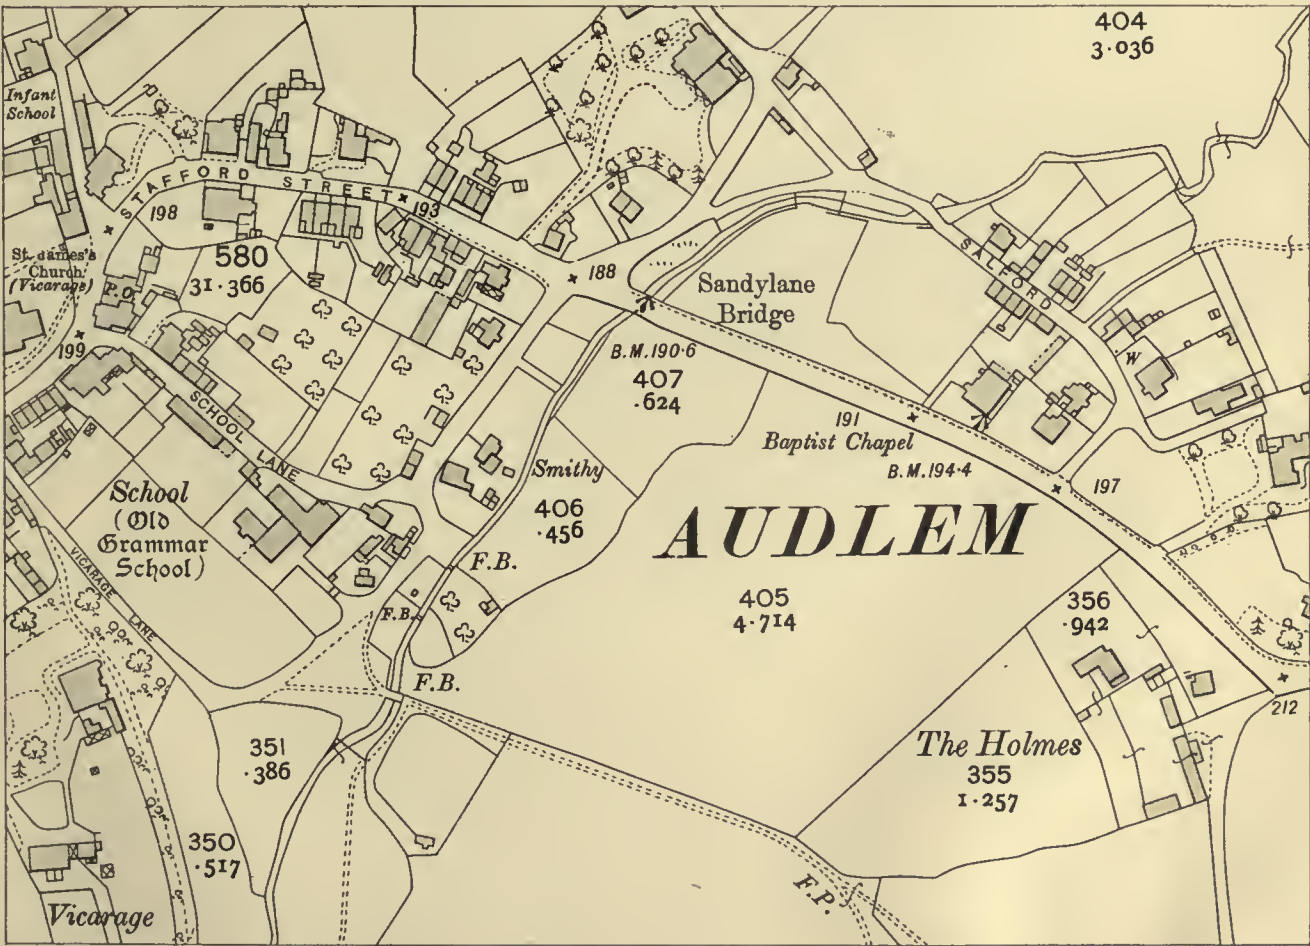 404
3·036
Infant
School
STAFFORD STREET
193
198
St. James's
Church
(Vicarage)
580
31·366
P.O.
188
199
Sandylane
Bridge
SALFORD
B.M.190·6
407
·624
W
SCHOOL LANE
191
Baptist Chapel
B.M.194·4
197
Smithy
406
·456
School
(Old
Grammar
School)
AUDLEM
VICARAGE LANE
F.B.
F.B.
F.B.
405
4·714
356
·942
212
351
·386
The Holmes
355
1·257
350
·517
F.P.
Vicarage